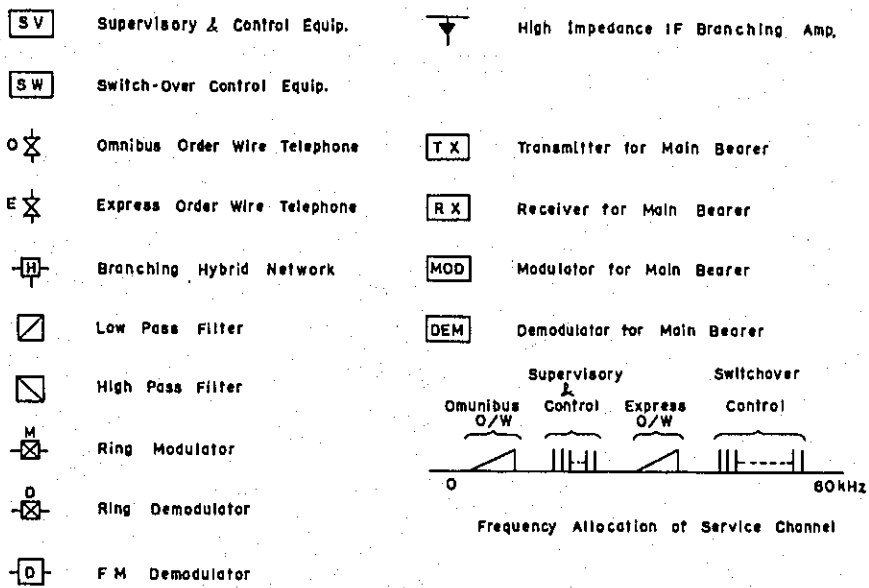 SV Supervisory & Control Equip.
SW Switch-Over Control Equip.
O Omnibus Order Wire Telephone
E Express Order Wire Telephone
H Branching Hybrid Network
Low Pass Filter
High Pass Filter
M Ring Modulator
D Ring Demodulator
D FM Demodulator
High Impedance IF Branching Amp.
TX Transmitter for Main Bearer
RX Receiver for Main Bearer
MOD Modulator for Main Bearer
DEM Demodulator for Main Bearer
Supervisory Switchover
&
Omunibus Control Express Control
O/W O/W
0 60kHz
Frequency Allocation of Service Channel